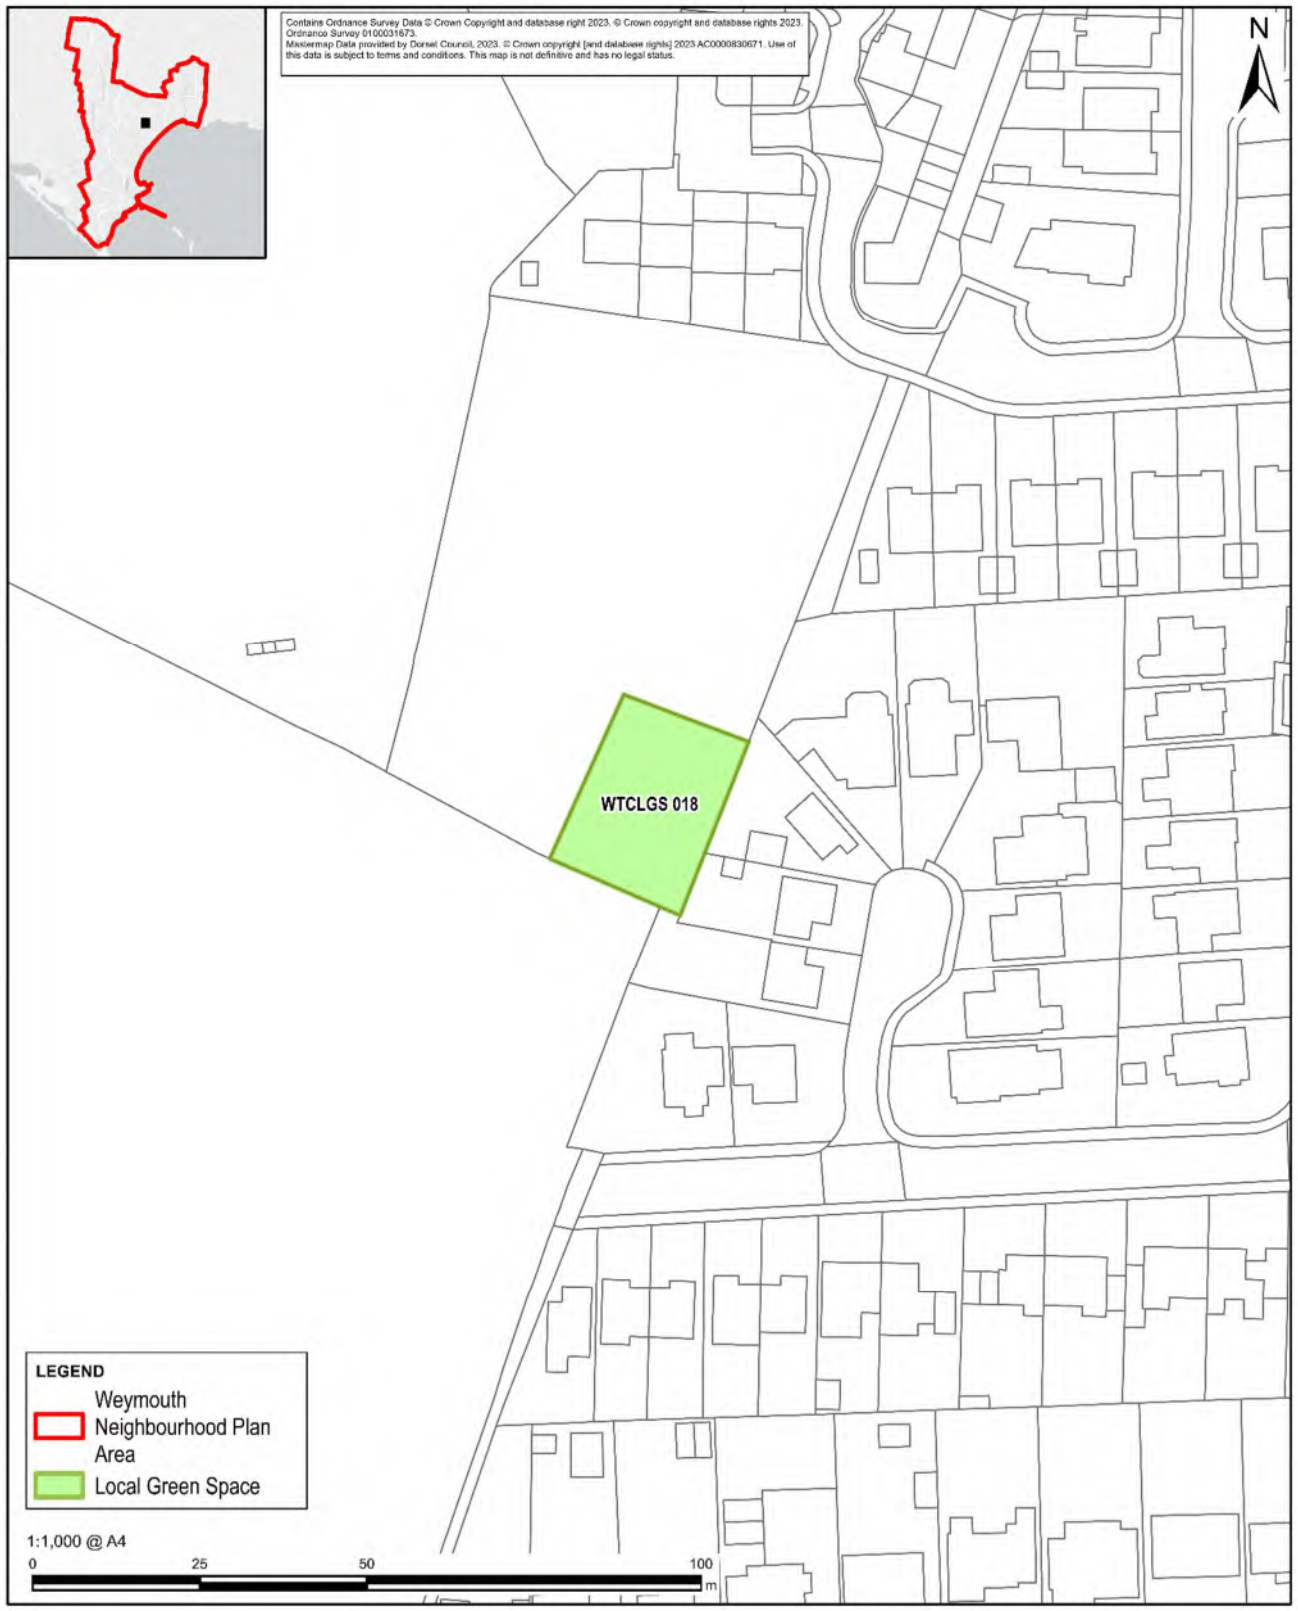 Contains Ordnance Survey Data © Crown Copyright and database right 2023. © Crown copyright and database rights 2023.
Ordnance Survey 0100031673.
Mastermap Data provided by Dorset Council, 2023. © Crown copyright [and database rights] 2023 AC0000830671. Use of
this data is subject to terms and conditions. This map is not definitive and has no legal status.
N
WTCLGS 018
LEGEND
Weymouth
Neighbourhood Plan
Area
Local Green Space
1:1,000 @ A4
0 25 50 100
m